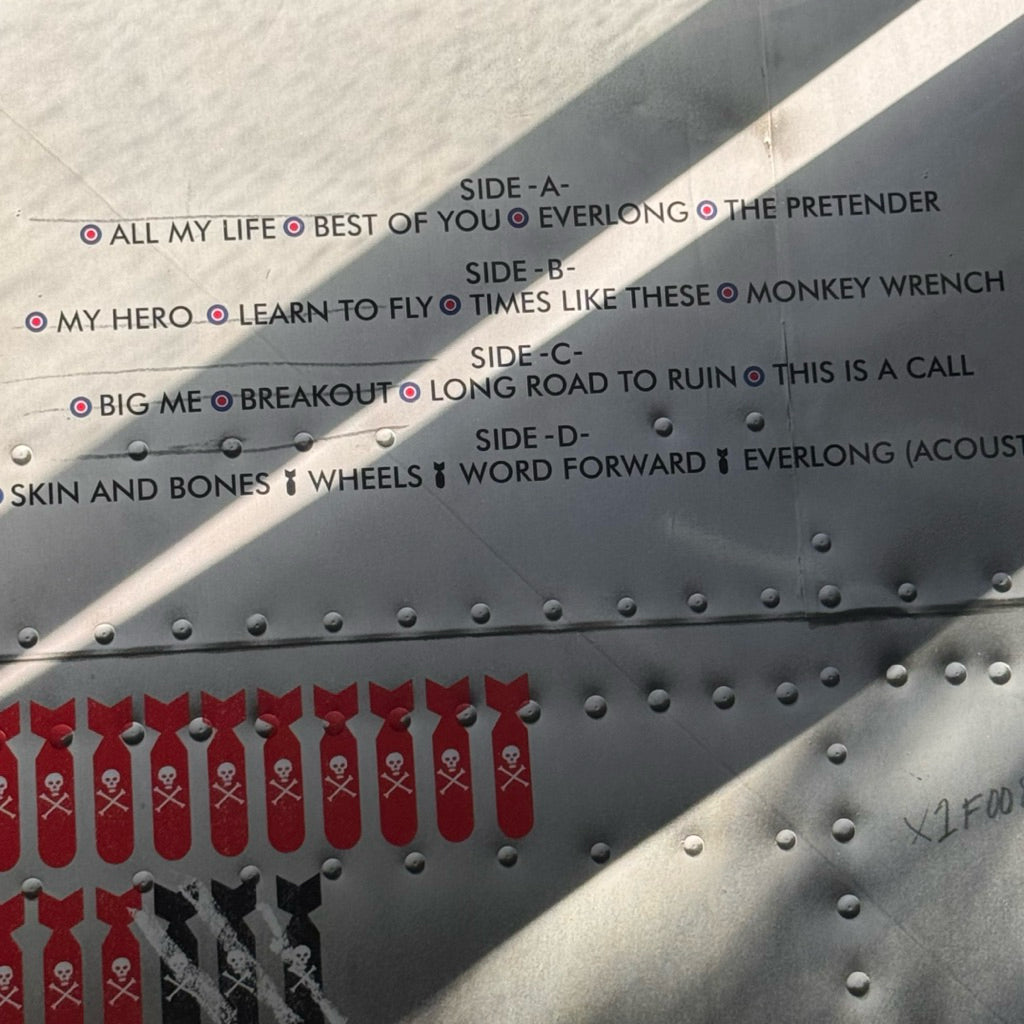 SIDE -A-
ALL MY LIFE BEST OF YOU EVERLONG THE PRETENDER
SIDE -B-
MY HERO LEARN TO FLY TIMES LIKE THESE MONKEY WRENCH
SIDE -C-
BIG ME BREAKOUT LONG ROAD TO RUIN THIS IS A CALL
SIDE -D-
SKIN AND BONES WHEELS WORD FORWARD EVERLONG (ACOUST
X1F00